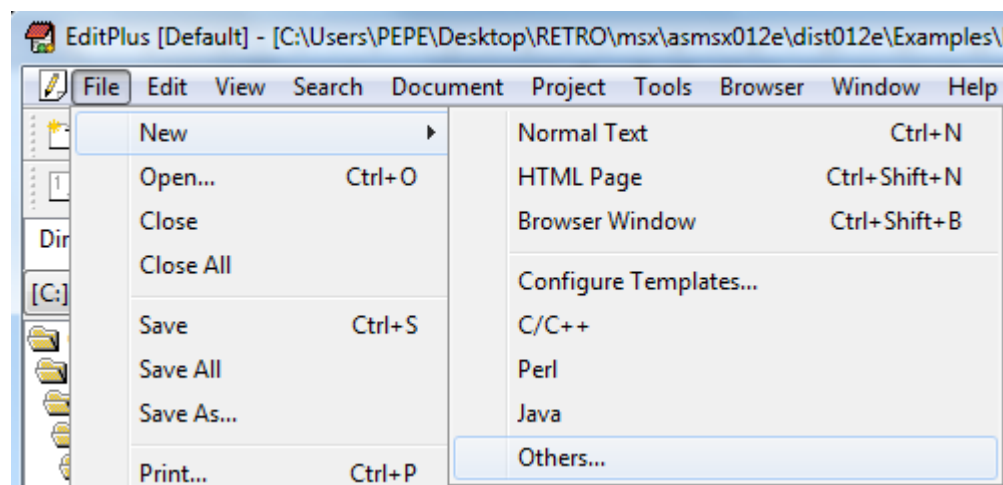 EditPlus [Default] - [C:\Users\PEPE\Desktop\RETRO\msx\asmsx012e\dist012e\Examples\
File Edit View Search Document Project Tools Browser Window Help
New
Open... Ctrl+O
Close
Close All
Save Ctrl+S
Save All
Save As...
Print... Ctrl+P
Normal Text Ctrl+N
HTML Page Ctrl+Shift+N
Browser Window Ctrl+Shift+B
Configure Templates...
C/C++
Perl
Java
Others...
1
Dir
[C:]